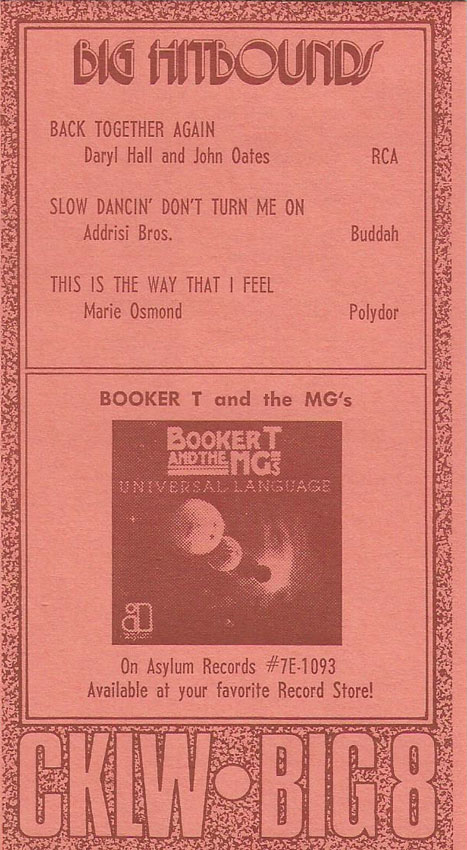 BIG HITBOUNDS
BACK TOGETHER AGAIN
Daryl Hall and John Oates RCA
SLOW DANCIN' DON'T TURN ME ON
Addrisi Bros. Buddah
THIS IS THE WAY THAT I FEEL
Marie Osmond Polydor
BOOKER T and the MG's
BOOKER T
AND THE MG'S
UNIVERSAL LANGUAGE
asylum
On Asylum Records #7E-1093
Available at your favorite Record Store!
CKLW•BIG8